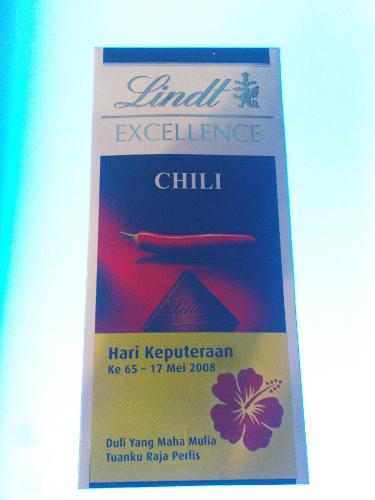 Lindt
EXCELLENCE
CHILI
Lindt
Hari Keputeraan
Ke 65 - 17 Mei 2008
Duli Yang Maha Mulia
Tuanku Raja Perlis